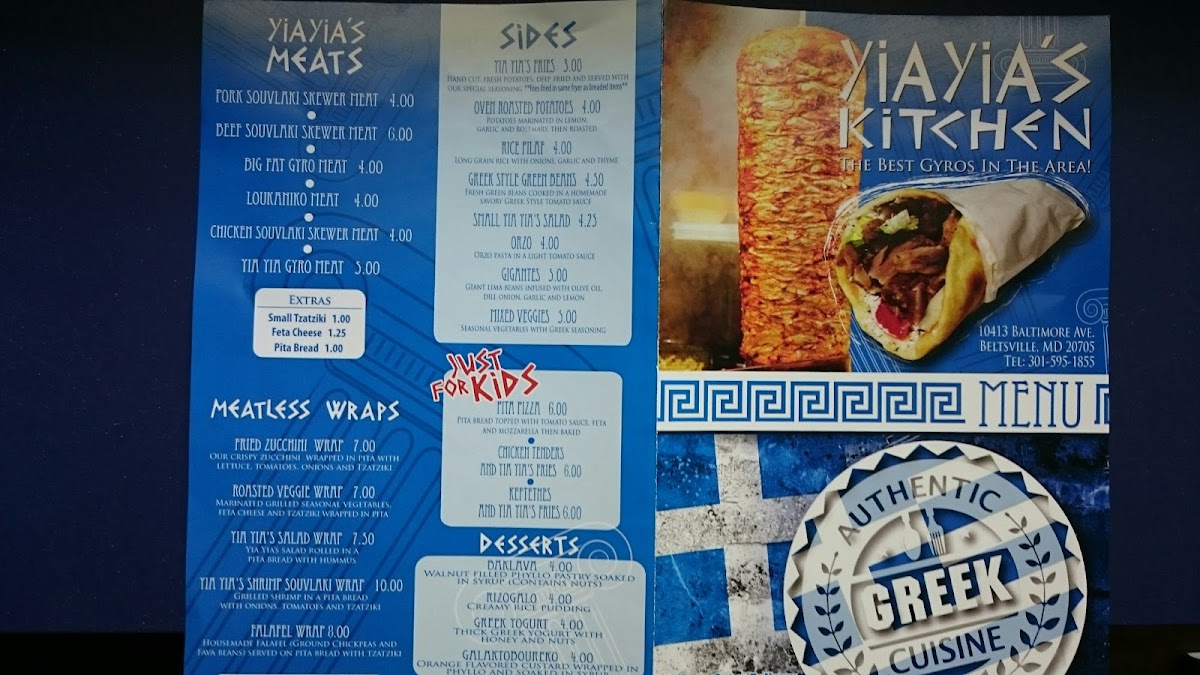 YIAYIA'S
MEATS
PORK SOUVLAKI SKEWER MEAT 4.00
BEEF SOUVLAKI SKEWER MEAT 6.00
BIG FAT GYRO MEAT 4.00
LOUKANIKO MEAT 4.00
CHICKEN SOUVLAKI SKEWER MEAT 4.00
YIA YIA GYRO MEAT 5.00
EXTRAS
Small Tzatziki 1.00
Feta Cheese 1.25
Pita Bread 1.00
MEATLESS WRAPS
FRIED ZUCCHINI WRAP 7.00
OUR CRISPY ZUCCHINI WRAPPED IN PITA WITH
LETTUCE, TOMATOES, ONIONS AND TZATZIKI
ROASTED VEGGIE WRAP 7.00
MARINATED GRILLED SEASONAL VEGETABLES,
FETA CHEESE AND TZATZIKI WRAPPED IN PITA
YIA YIA'S SALAD WRAP 7.50
YIA YIA'S SALAD ROLLED IN A
PITA BREAD WITH HUMMUS
YIA YIA'S SHRIMP SOUVLAKI WRAP 10.00
GRILLED SHRIMP IN A PITA BREAD
WITH ONIONS, TOMATOES AND TZATZIKI
FALAFEL WRAP 8.00
HOUSEMADE FALAFEL (GROUND CHICKPEAS AND
FAVA BEANS) SERVED ON PITA BREAD WITH TZATZIKI
SIDES
YIA YIA'S FRIES 3.00
HAND CUT, FRESH POTATOES, DEEP FRIED AND SERVED WITH
OUR SPECIAL SEASONING **fries fried in same fryer as breaded items**
OVEN ROASTED POTATOES 4.00
POTATOES MARINATED IN LEMON,
GARLIC AND ROSEMARY, THEN ROASTED
RICE PILAF 4.00
LONG GRAIN RICE WITH ONIONS, GARLIC AND THYME
GREEK STYLE GREEN BEANS 4.50
FRESH GREEN BEANS COOKED IN A HOMEMADE
SAVORY GREEK STYLE TOMATO SAUCE
SMALL YIA YIA'S SALAD 4.25
ORZO 4.00
ORZO PASTA IN A LIGHT TOMATO SAUCE
GIGANTES 5.00
GIANT LIMA BEANS INFUSED WITH OLIVE OIL,
DILL ONION, GARLIC AND LEMON
MIXED VEGGIES 5.00
SEASONAL VEGETABLES WITH GREEK SEASONING
JUST
FOR KIDS
PITA PIZZA 6.00
PITA BREAD TOPPED WITH TOMATO SAUCE, FETA
AND MOZZARELLA THEN BAKED
CHICKEN TENDERS
AND YIA YIA'S FRIES 6.00
KEFTETHES
AND YIA YIA'S FRIES 6.00
DESSERTS
BAKLAVA 4.00
WALNUT FILLED PHYLLO PASTRY SOAKED
IN SYRUP (CONTAINS NUTS)
RIZOGALO 4.00
CREAMY RICE PUDDING
GREEK YOGURT 4.00
THICK GREEK YOGURT WITH
HONEY AND NUTS
GALAKTOBOUREKO 4.00
ORANGE FLAVORED CUSTARD WRAPPED IN
PHYLLO AND SOAKED IN SYRUP
YIAYIA'S
KITCHEN
THE BEST GYROS IN THE AREA!
10413 BALTIMORE AVE.
BELTSVILLE, MD 20705
TEL: 301-595-1855
MENU
AUTHENTIC
GREEK
CUISINE